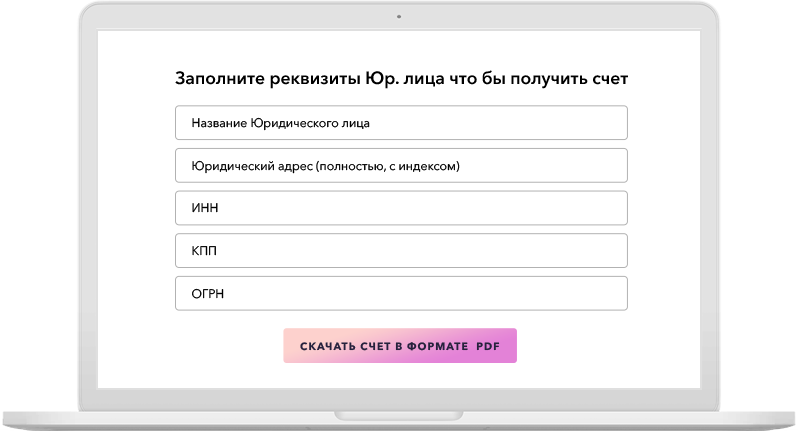 Заполните реквизиты Юр. лица что бы получить счет
Название Юридического лица
Юридический адрес (полностью, с индексом)
ИНН
КПП
ОГРН
СКАЧАТЬ СЧЕТ В ФОРМАТЕ PDF